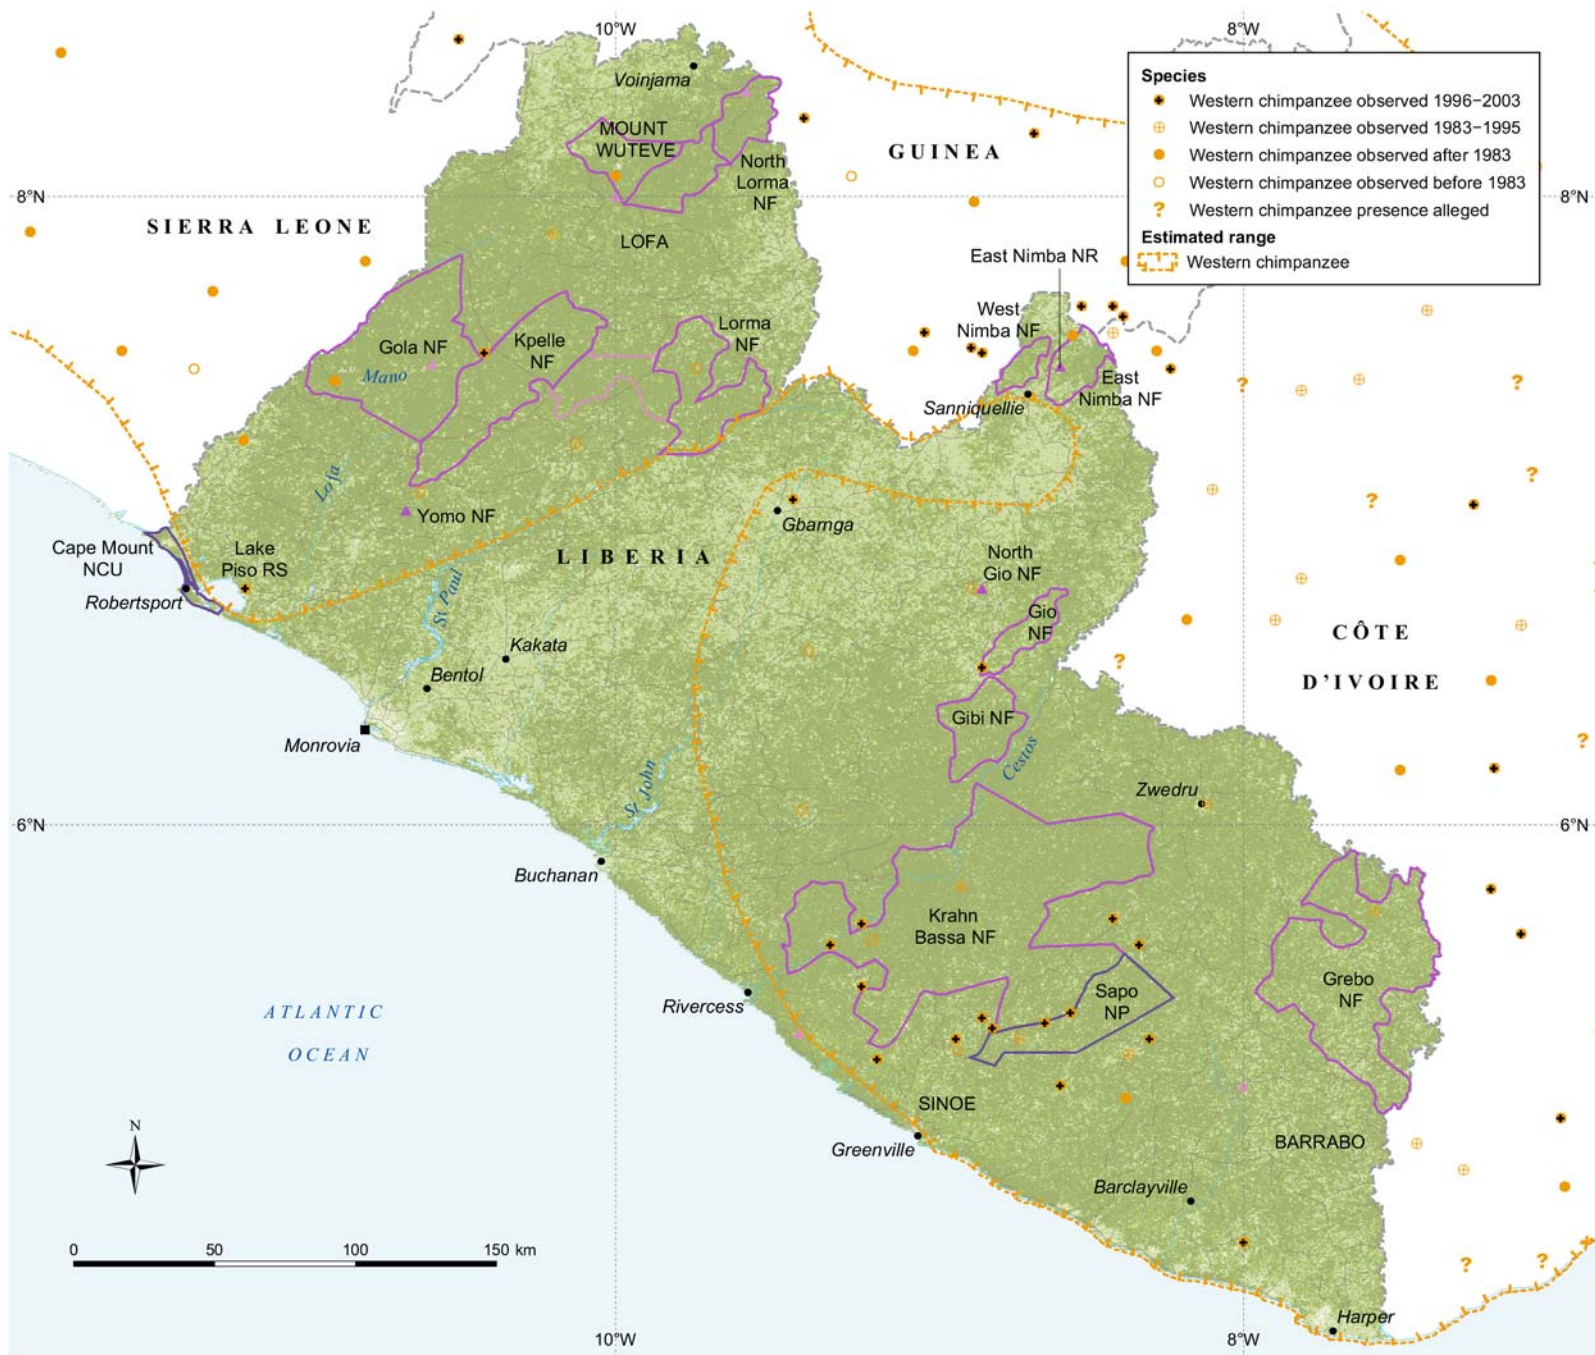 10°W
8°W
Voinjama
Species
Western chimpanzee observed 1996–2003
Western chimpanzee observed 1983–1995
Western chimpanzee observed after 1983
Western chimpanzee observed before 1983
? Western chimpanzee presence alleged
Estimated range
Western chimpanzee
MOUNT
WUTEVE
GUINEA
North
Lorma
NF
8°N
8°N
SIERRA LEONE
LOFA
East Nimba NR
West
Nimba NF
Gola NF
Mano
Kpelle
NF
Lorma
NF
East
Nimba NF
Sanniquellie
?
?
?
?
Lofa
Yomo NF
Gbarnga
Cape Mount
NCU
Lake
Piso RS
Robertsport
LIBERIA
North
Gio NF
St Paul
Gio
NF
Kakata
Bentol
CÔTE
D'IVOIRE
?
?
Monrovia
Gibi NF
Cestos
St John
Zwedru
6°N
6°N
Buchanan
Krahn
Bassa NF
Grebo
NF
Sapo
NP
Rivercess
ATLANTIC
OCEAN
SINOE
Greenville
BARRABO
N
Barclayville
0 50 100 150 km
?
?
Harper
10°W
8°W